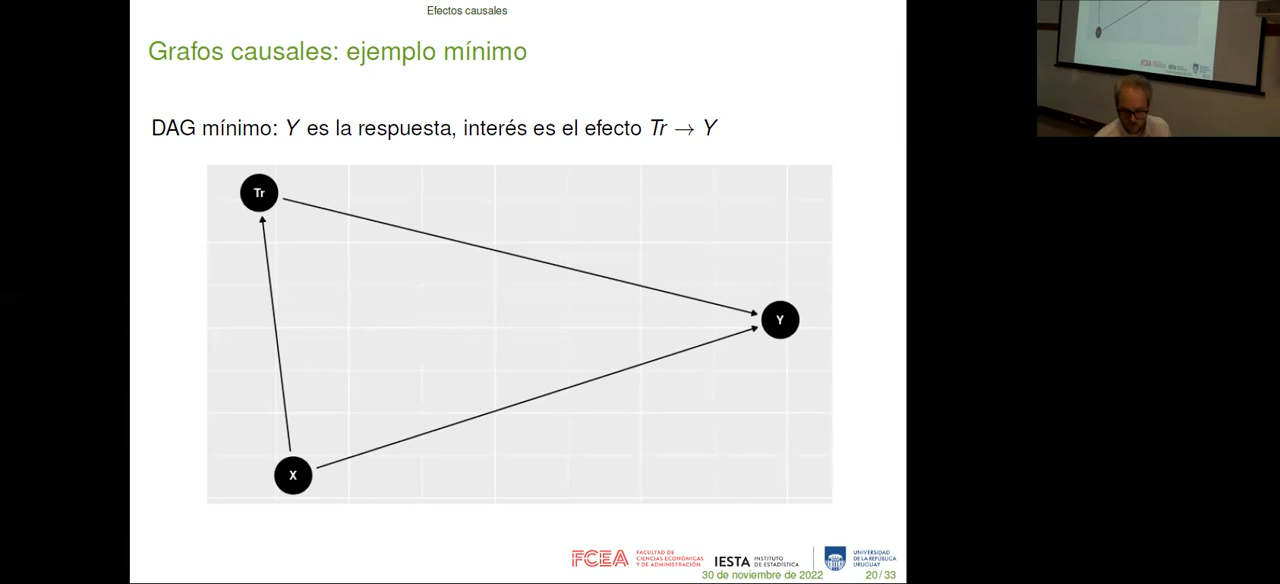 Efectos causales
Grafos causales: ejemplo mínimo
DAG mínimo: Y es la respuesta, interés es el efecto Tr → Y
Tr
Y
X
FCEA
FACULTAD DE
CIENCIAS ECONÓMICAS
Y DE ADMINISTRACIÓN
IESTA
INSTITUTO
DE ESTADÍSTICA
UNIVERSIDAD
DE LA REPÚBLICA
URUGUAY
30 de noviembre de 2022
20 / 33
FCEA